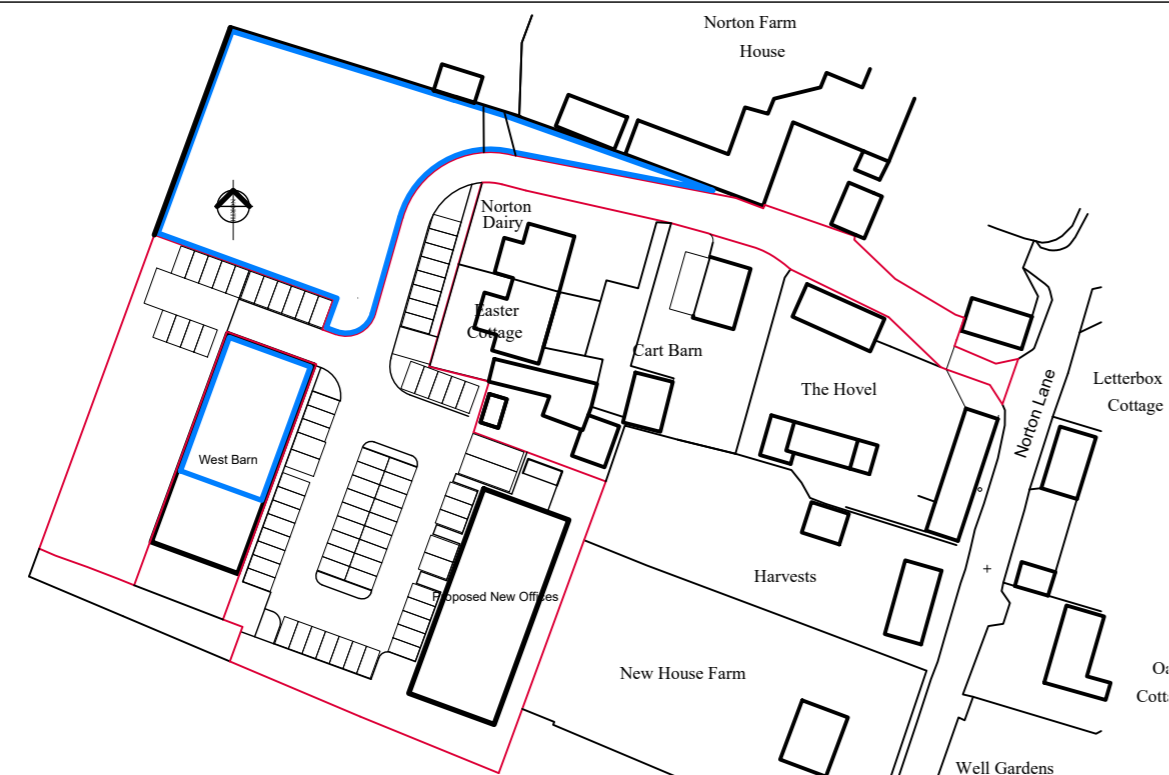 Norton Farm
House
Norton
Dairy
Easter
Cottage
Cart Barn
The Hovel
Norton Lane
Letterbox
Cottage
West Barn
Proposed New Offices
Harvests
New House Farm
Well Gardens